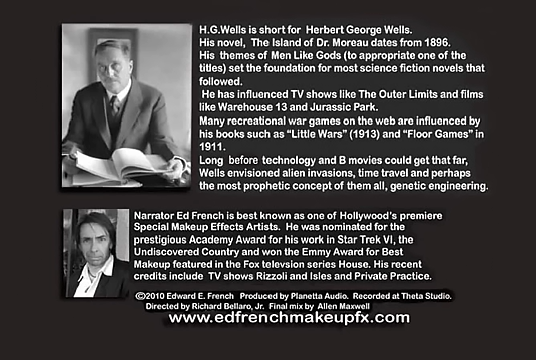 H.G.Wells is short for Herbert George Wells.
His novel, The Island of Dr. Moreau dates from 1896.
His themes of Men Like Gods (to appropriate one of the
titles) set the foundation for most science fiction novels that
followed.
He has influenced TV shows like The Outer Limits and films
like Warehouse 13 and Jurassic Park.
Many recreational war games on the web are influenced by
his books such as “Little Wars” (1913) and “Floor Games” in
1911.
Long before technology and B movies could get that far,
Wells envisioned alien invasions, time travel and perhaps
the most prophetic concept of them all, genetic engineering.
Narrator Ed French is best known as one of Hollywood's premiere
Special Makeup Effects Artists. He was nominated for the
prestigious Academy Award for his work in Star Trek VI, the
Undiscovered Country and won the Emmy Award for Best
Makeup featured in the Fox televsion series House. His recent
credits include TV shows Rizzoli and Isles and Private Practice.
©2010 Edward E. French Produced by Planetta Audio. Recorded at Theta Studio.
Directed by Richard Bellaro, Jr. Final mix by Allen Maxwell
www.edfrenchmakeupfx.com